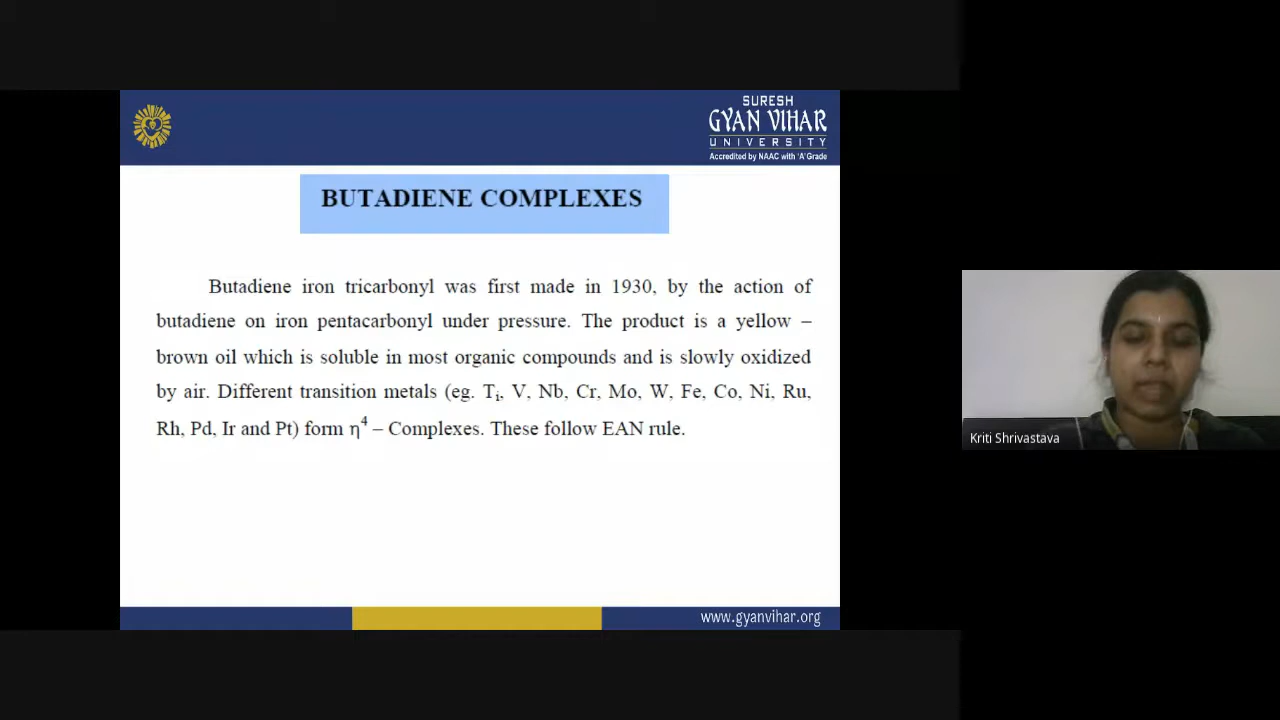 SURESH
GYAN VIHAR
UNIVERSITY
Accredited by NAAC with 'A' Grade
BUTADIENE COMPLEXES
Butadiene iron tricarbonyl was first made in 1930, by the action of
butadiene on iron pentacarbonyl under pressure. The product is a yellow –
brown oil which is soluble in most organic compounds and is slowly oxidized
by air. Different transition metals (eg. Tᵢ, V, Nb, Cr, Mo, W, Fe, Co, Ni, Ru,
Rh, Pd, Ir and Pt) form η⁴ – Complexes. These follow EAN rule.
Kriti Shrivastava
www.gyanvihar.org